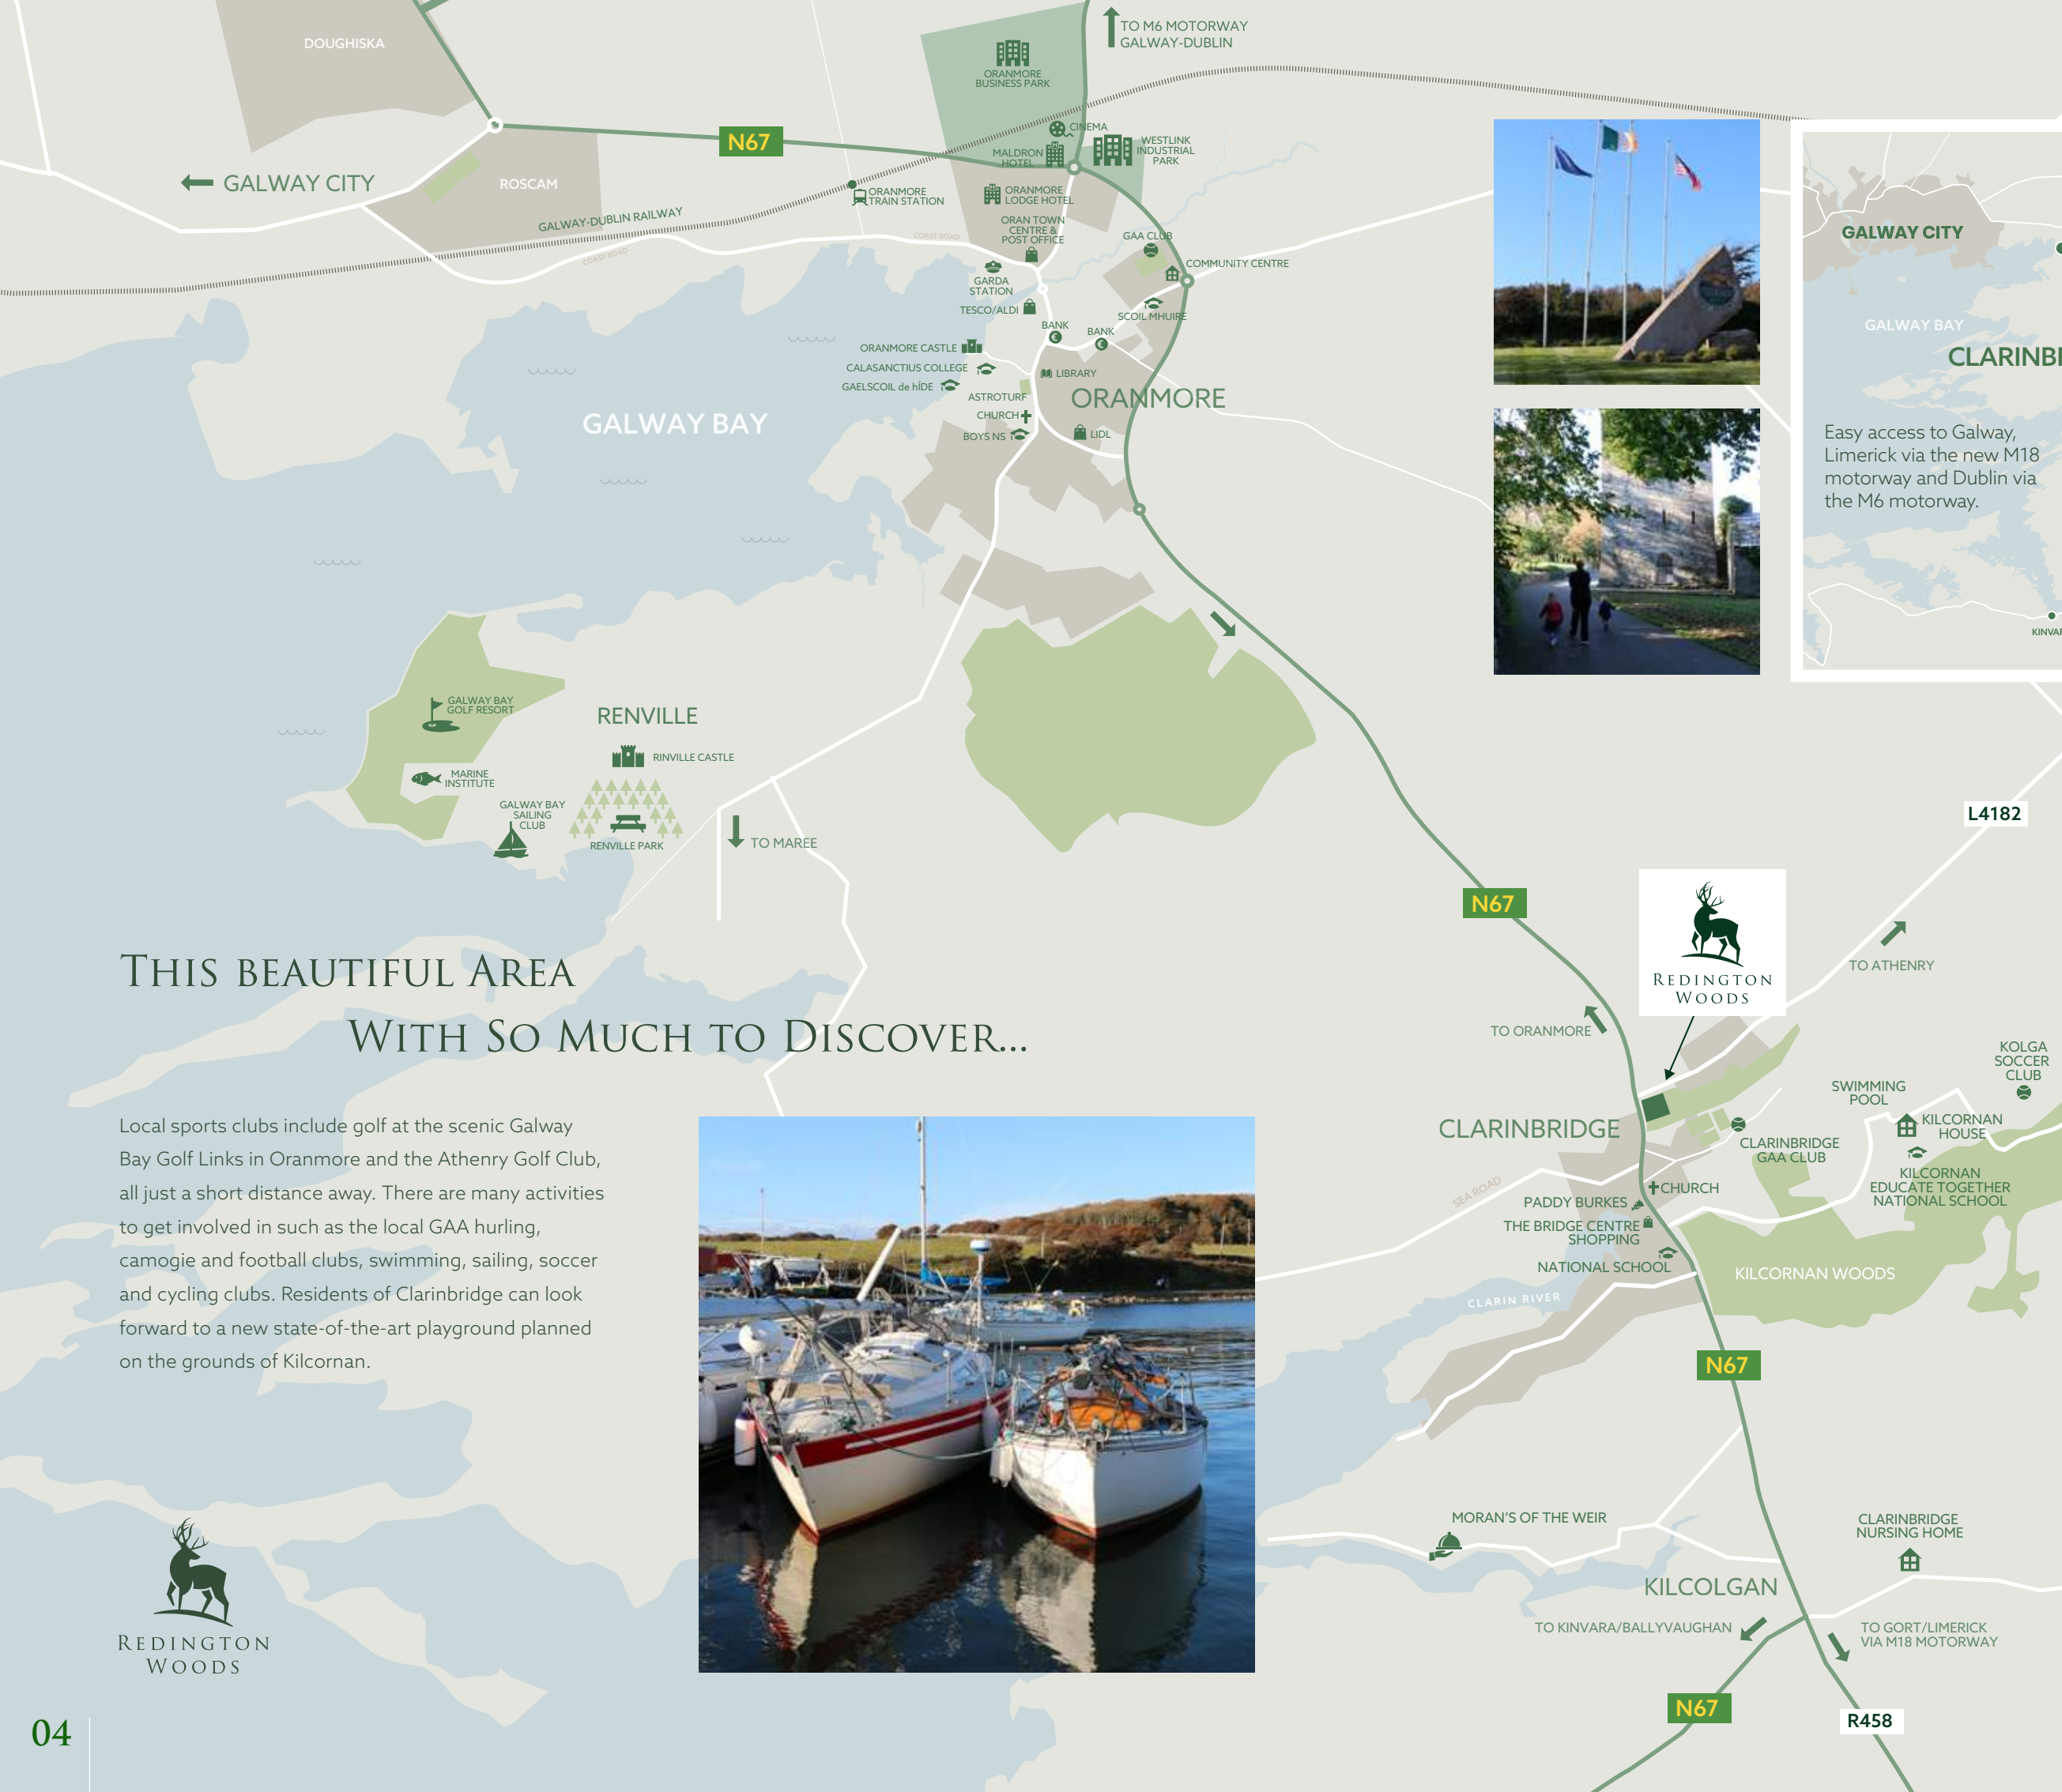 DOUGHISKA
TO M6 MOTORWAY
GALWAY-DUBLIN
ORANMORE
BUSINESS PARK
N67
CINEMA
MALDRON
HOTEL
WESTLINK
INDUSTRIAL
PARK
GALWAY CITY
ROSCAM
ORANMORE
TRAIN STATION
ORANMORE
LODGE HOTEL
GALWAY-DUBLIN RAILWAY
COAST ROAD
COAST ROAD
ORAN TOWN
CENTRE &
POST OFFICE
GAA CLUB
COMMUNITY CENTRE
GARDA
STATION
TESCO/ALDI
SCOIL MHUIRE
BANK
BANK
ORANMORE CASTLE
CALASANCTIUS COLLEGE
GAELSCOIL de hÍDE
LIBRARY
ASTROTURF
ORANMORE
CHURCH
BOYS NS
LIDL
GALWAY BAY
GALWAY CITY
GALWAY BAY
CLARINB
Easy access to Galway,
Limerick via the new M18
motorway and Dublin via
the M6 motorway.
KINVA
GALWAY BAY
GOLF RESORT
RENVILLE
RINVILLE CASTLE
MARINE
INSTITUTE
GALWAY BAY
SAILING
CLUB
RENVILLE PARK
TO MAREE
L4182
N67
REDINGTON
WOODS
TO ATHENRY
TO ORANMORE
THIS BEAUTIFUL AREA
WITH SO MUCH TO DISCOVER...
Local sports clubs include golf at the scenic Galway
Bay Golf Links in Oranmore and the Athenry Golf Club,
all just a short distance away. There are many activities
to get involved in such as the local GAA hurling,
camogie and football clubs, swimming, sailing, soccer
and cycling clubs. Residents of Clarinbridge can look
forward to a new state-of-the-art playground planned
on the grounds of Kilcornan.
KOLGA
SOCCER
CLUB
SWIMMING
POOL
KILCORNAN
HOUSE
CLARINBRIDGE
CLARINBRIDGE
GAA CLUB
KILCORNAN
EDUCATE TOGETHER
NATIONAL SCHOOL
SEA ROAD
CHURCH
PADDY BURKES
THE BRIDGE CENTRE
SHOPPING
NATIONAL SCHOOL
KILCORNAN WOODS
CLARIN RIVER
N67
MORAN'S OF THE WEIR
CLARINBRIDGE
NURSING HOME
KILCOLGAN
TO KINVARA/BALLYVAUGHAN
TO GORT/LIMERICK
VIA M18 MOTORWAY
N67
R458
REDINGTON
WOODS
04